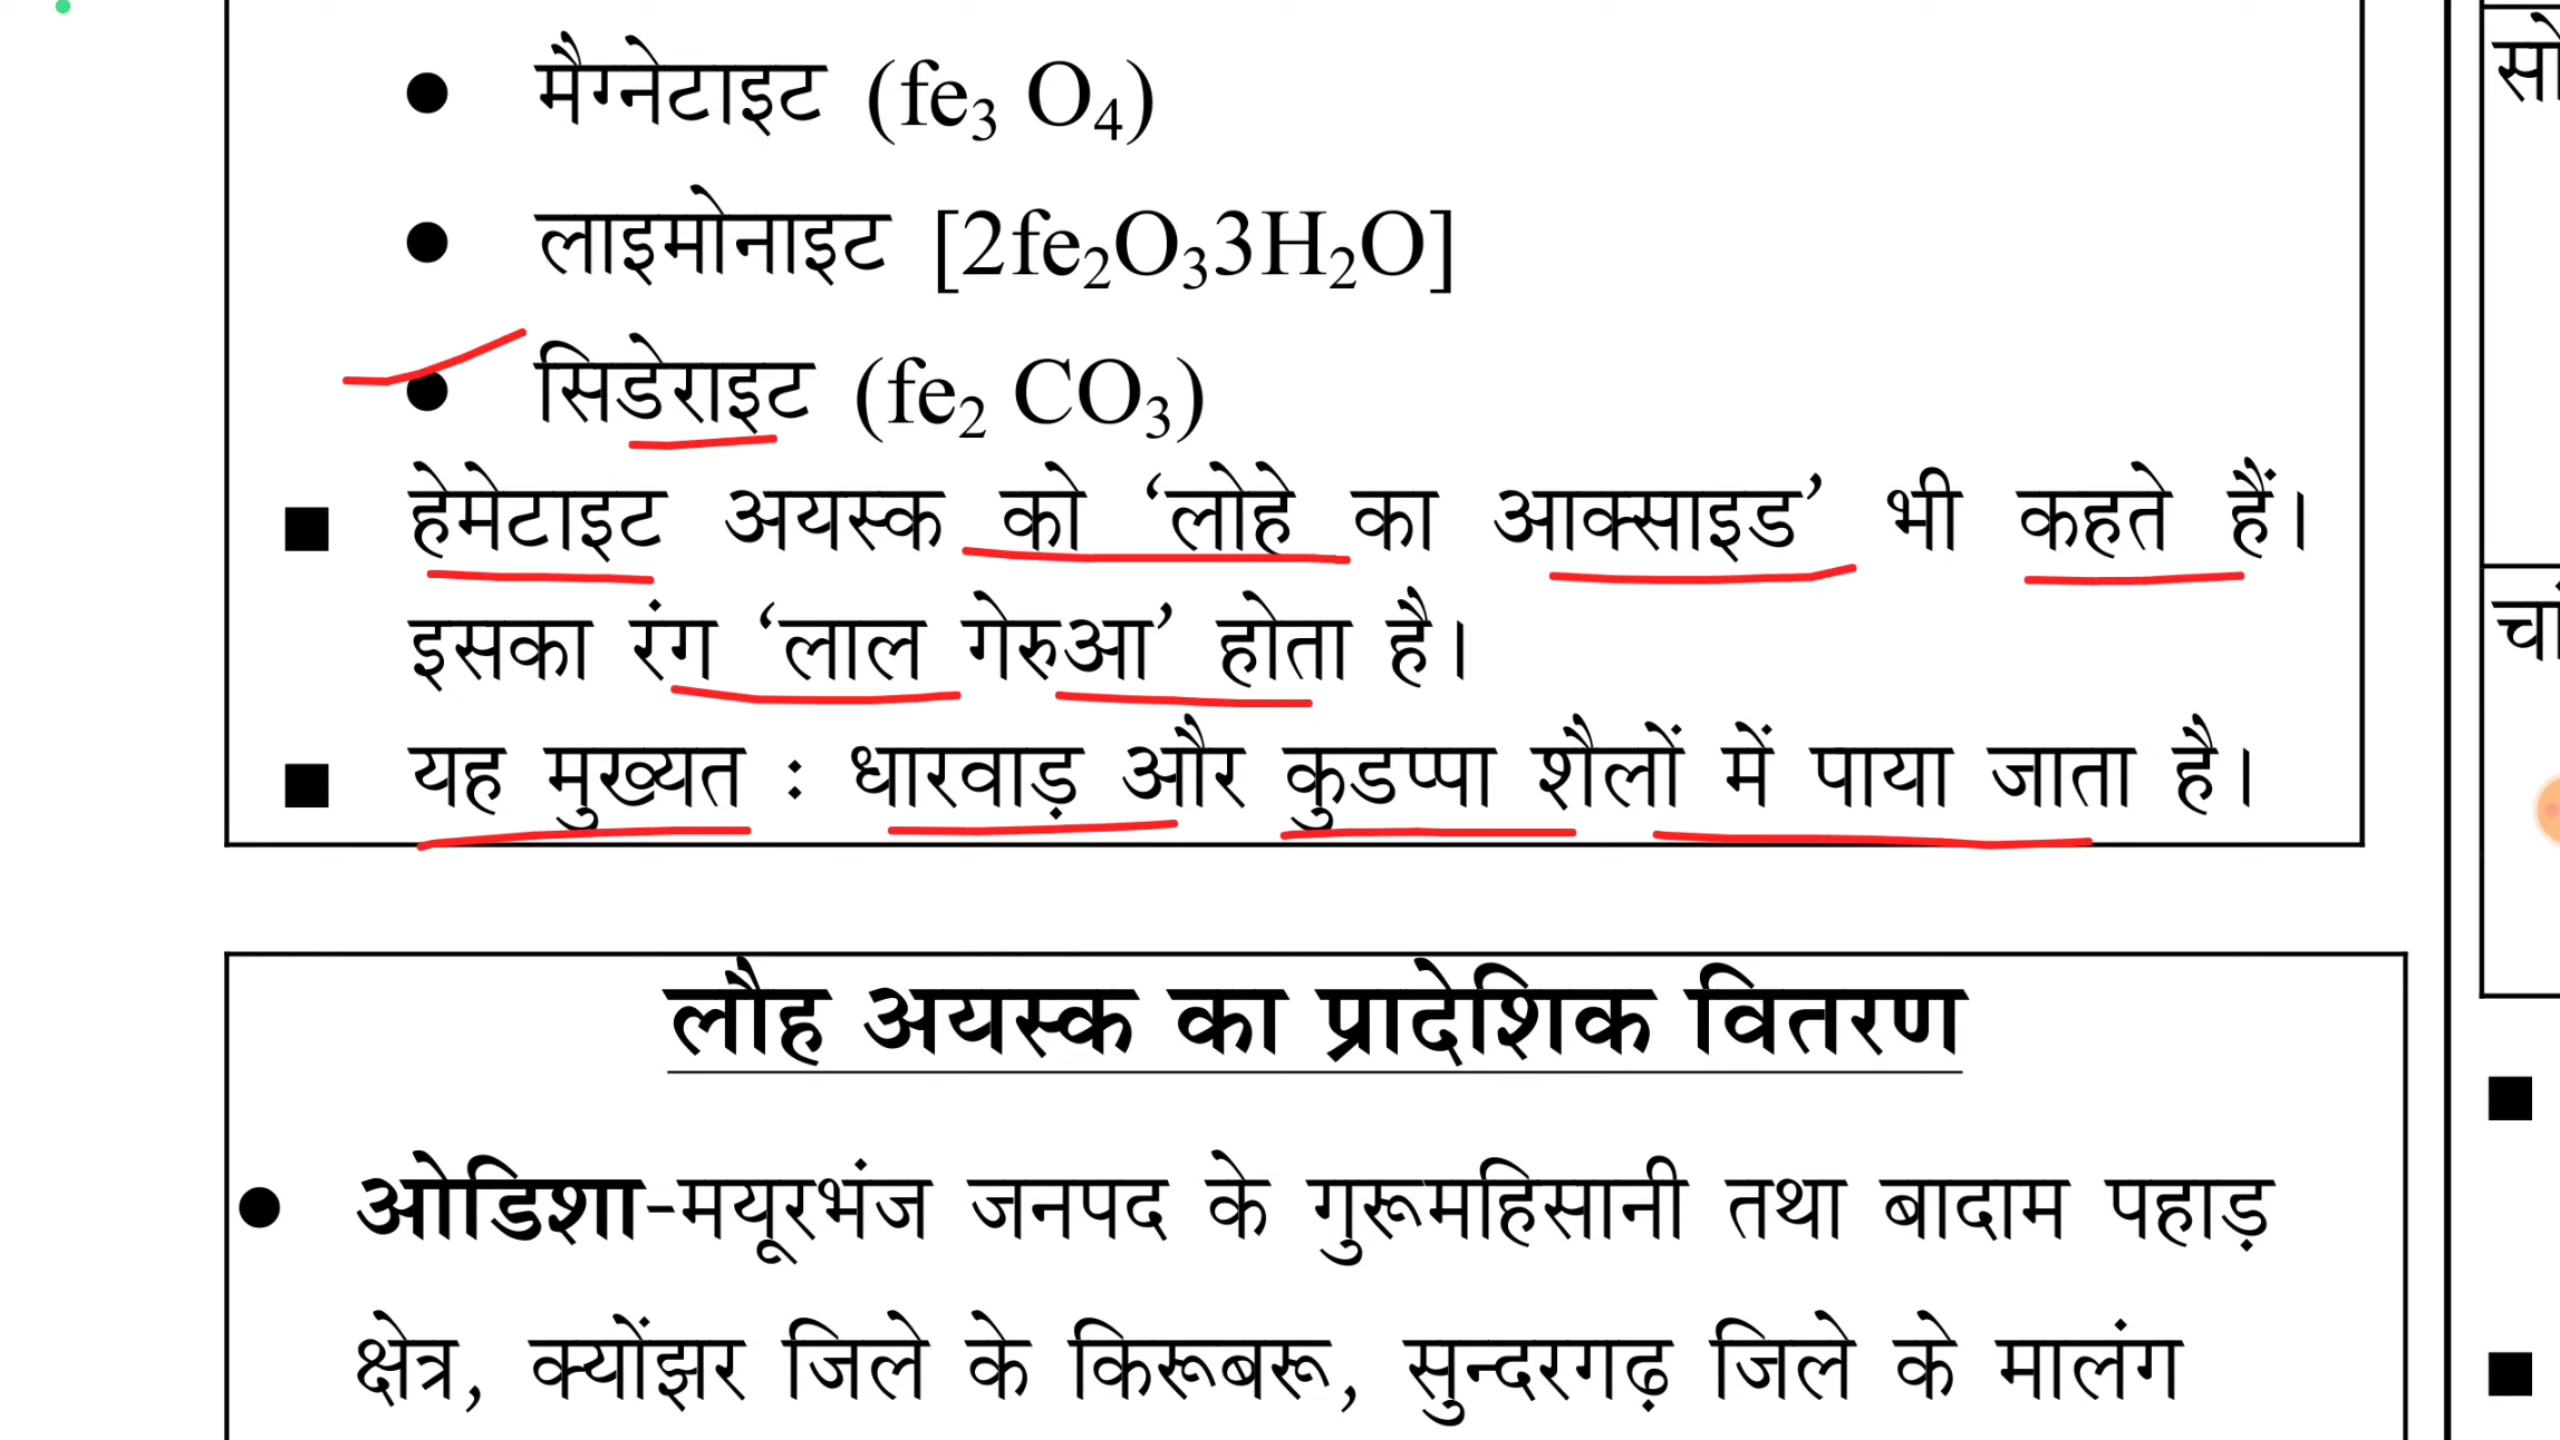 • मैग्नेटाइट (fe₃ O₄)
• लाइमोनाइट [2fe₂O₃3H₂O]
• सिडेराइट (fe₂ CO₃)
■ हेमेटाइट अयस्क को ‘लोहे का आक्साइड’ भी कहते हैं।
इसका रंग ‘लाल गेरुआ’ होता है।
■ यह मुख्यत : धारवाड़ और कुडप्पा शैलों में पाया जाता है।
लौह अयस्क का प्रादेशिक वितरण
• ओडिशा-मयूरभंज जनपद के गुरूमहिसानी तथा बादाम पहाड़
क्षेत्र, क्योंझर जिले के किरूबरू, सुन्दरगढ़ जिले के मालंग